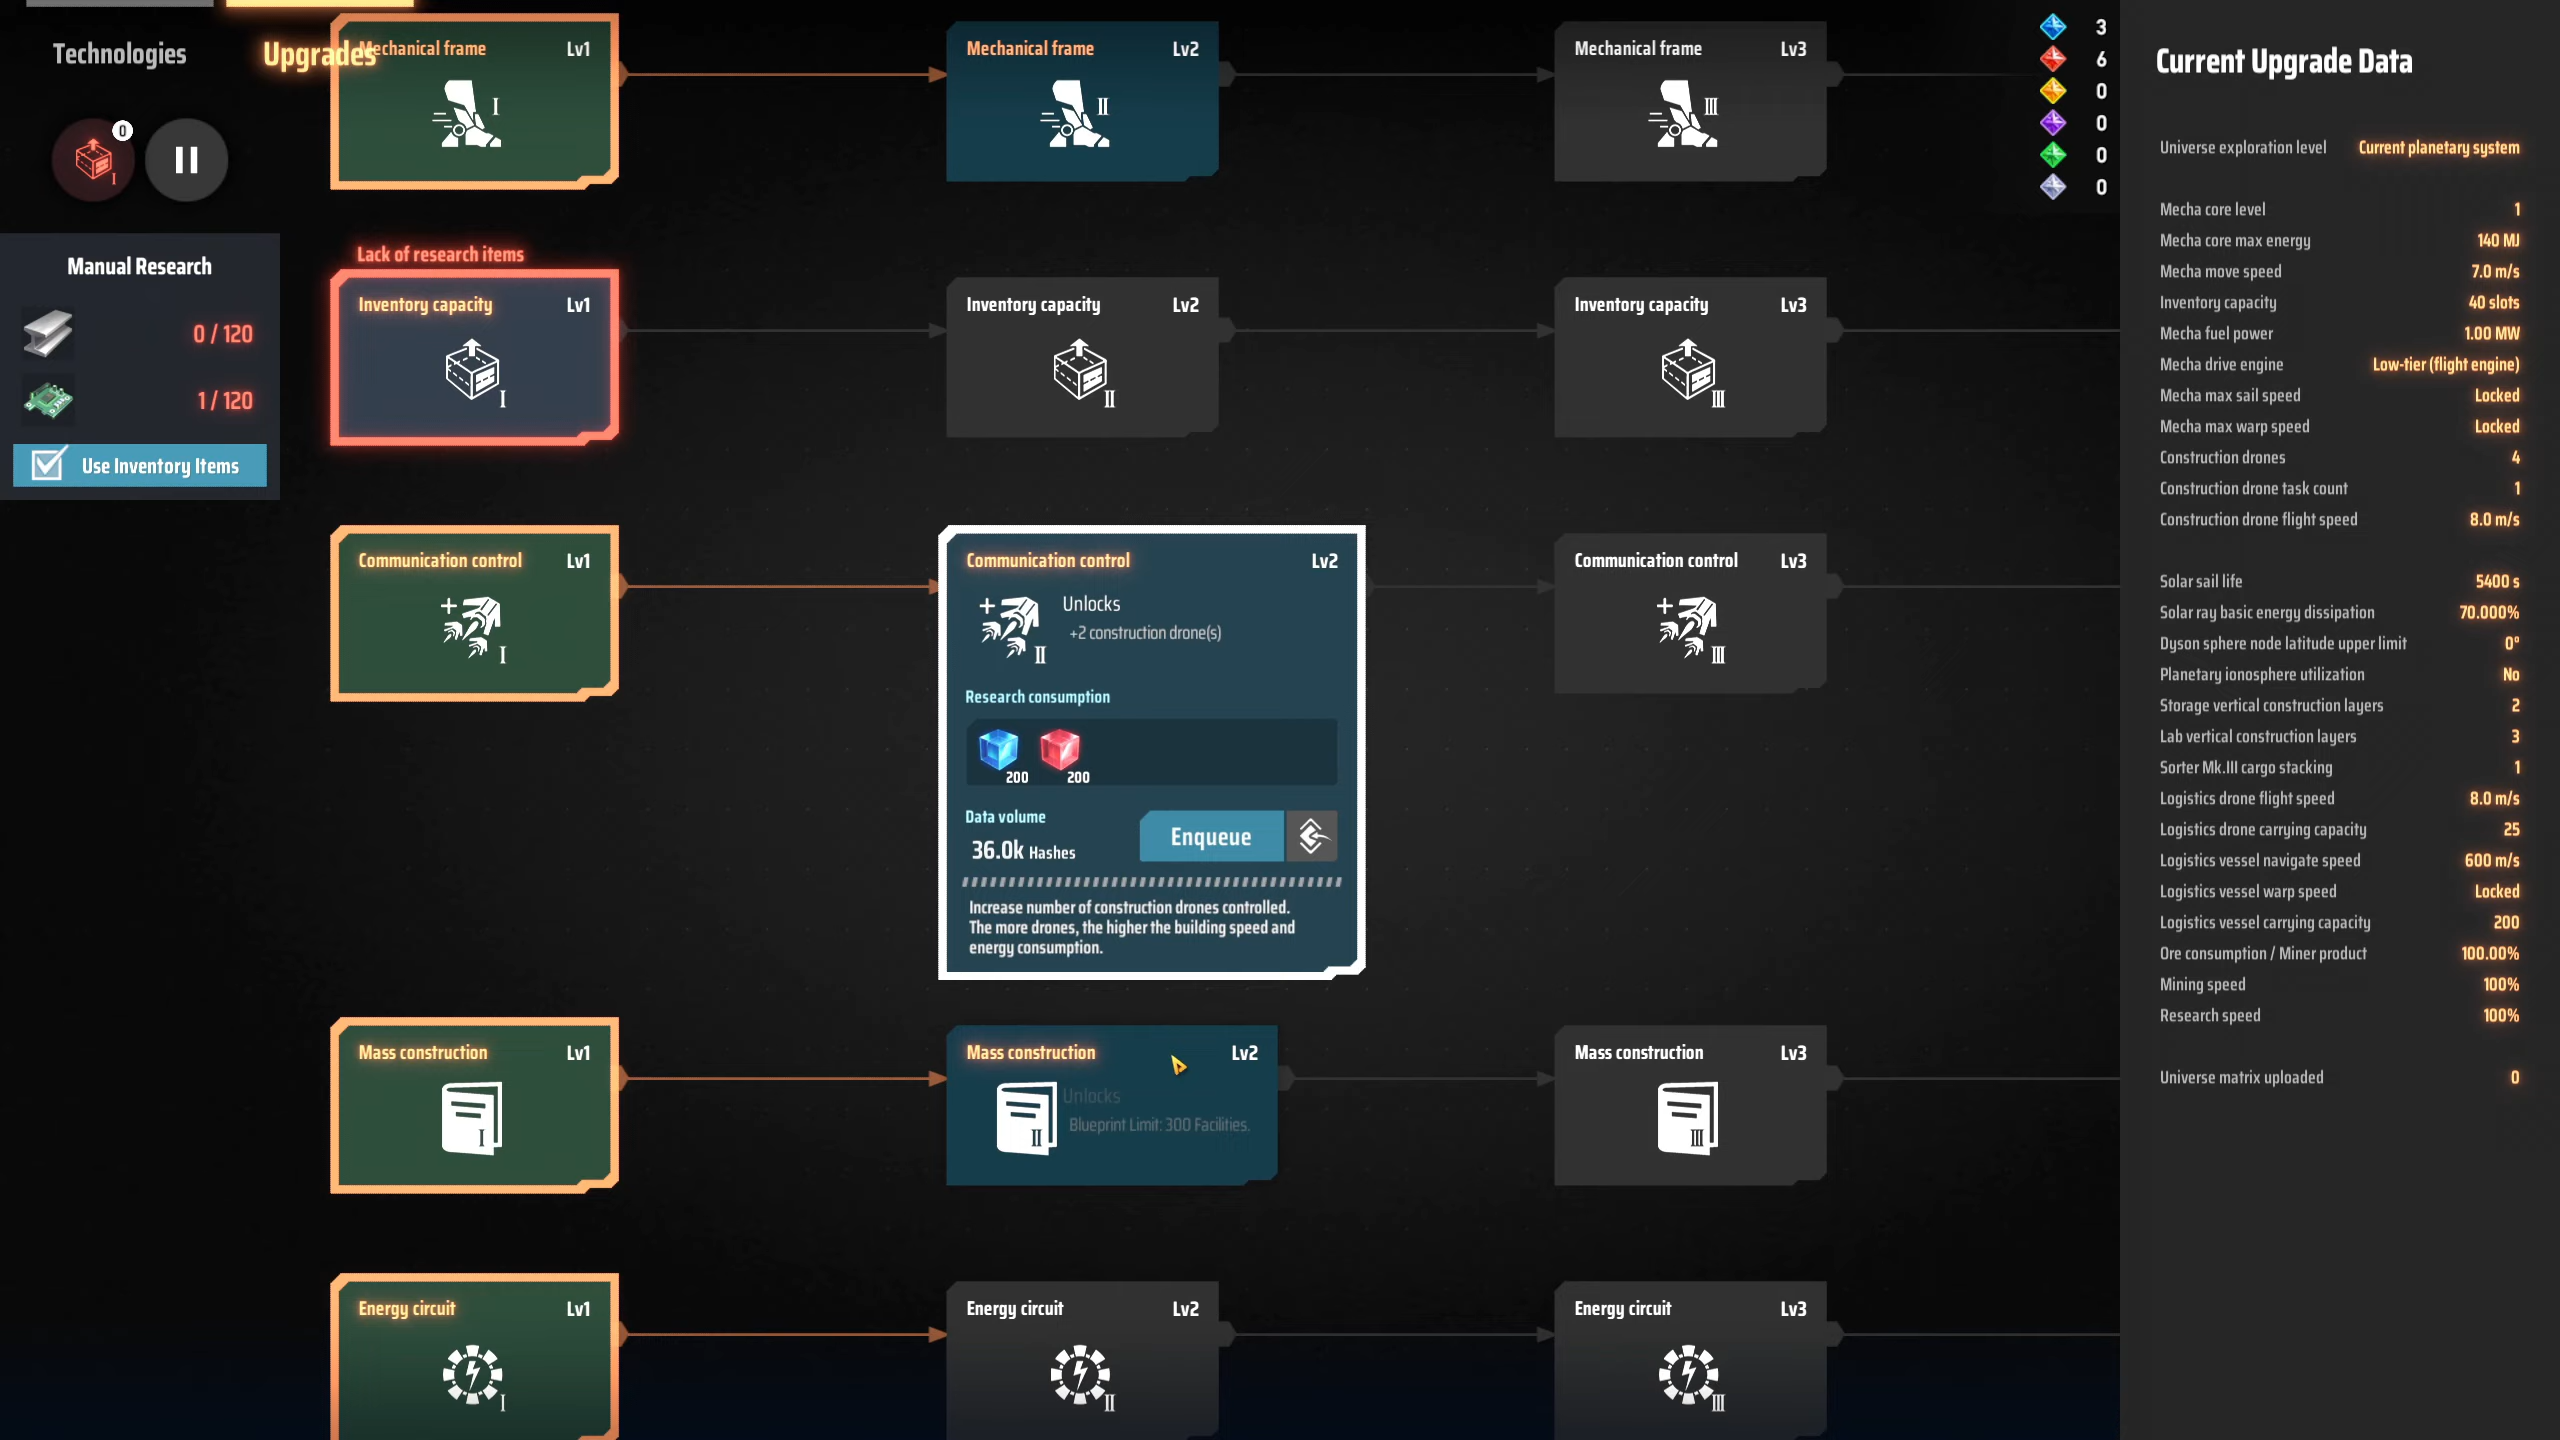 Technologies
Upgrades
0
I
Manual Research
0 / 120
1 / 120
Use Inventory Items
Mechanical frame Lv1
I
Mechanical frame Lv2
II
Mechanical frame Lv3
III
Lack of research items
Inventory capacity Lv1
I
Inventory capacity Lv2
II
Inventory capacity Lv3
III
Communication control Lv1
I
Communication control Lv2
II
Unlocks
+2 construction drone(s)
Research consumption
200 200
Data volume
36.0k Hashes
Enqueue
Increase number of construction drones controlled.
The more drones, the higher the building speed and
energy consumption.
Communication control Lv3
III
Mass construction Lv1
I
Mass construction Lv2
II
Unlocks
Blueprint Limit: 300 Facilities.
Mass construction Lv3
III
Energy circuit Lv1
I
Energy circuit Lv2
II
Energy circuit Lv3
III
3
6
0
0
0
0
Current Upgrade Data
Universe exploration level Current planetary system
Mecha core level 1
Mecha core max energy 140 MJ
Mecha move speed 7.0 m/s
Inventory capacity 40 slots
Mecha fuel power 1.00 MW
Mecha drive engine Low-tier (flight engine)
Mecha max sail speed Locked
Mecha max warp speed Locked
Construction drones 4
Construction drone task count 1
Construction drone flight speed 8.0 m/s
Solar sail life 5400 s
Solar ray basic energy dissipation 70.000%
Dyson sphere node latitude upper limit 0°
Planetary ionosphere utilization No
Storage vertical construction layers 2
Lab vertical construction layers 3
Sorter Mk.III cargo stacking 1
Logistics drone flight speed 8.0 m/s
Logistics drone carrying capacity 25
Logistics vessel navigate speed 600 m/s
Logistics vessel warp speed Locked
Logistics vessel carrying capacity 200
Ore consumption / Miner product 100.00%
Mining speed 100%
Research speed 100%
Universe matrix uploaded 0